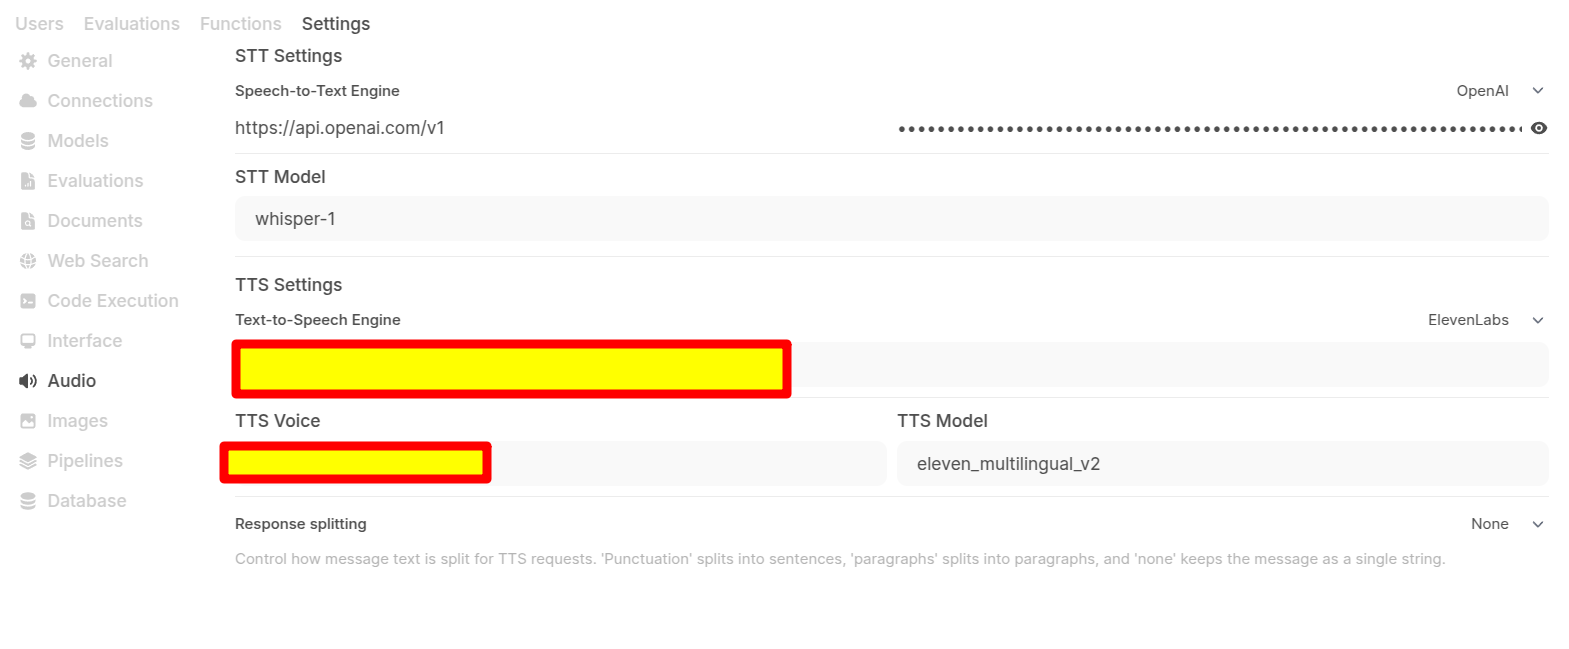 Users Evaluations Functions Settings
General
Connections
Models
Evaluations
Documents
Web Search
Code Execution
Interface
Audio
Images
Pipelines
Database
STT Settings
Speech-to-Text Engine OpenAI
https://api.openai.com/v1
STT Model
whisper-1
TTS Settings
Text-to-Speech Engine ElevenLabs
TTS Voice TTS Model
eleven_multilingual_v2
Response splitting None
Control how message text is split for TTS requests. 'Punctuation' splits into sentences, 'paragraphs' splits into paragraphs, and 'none' keeps the message as a single string.